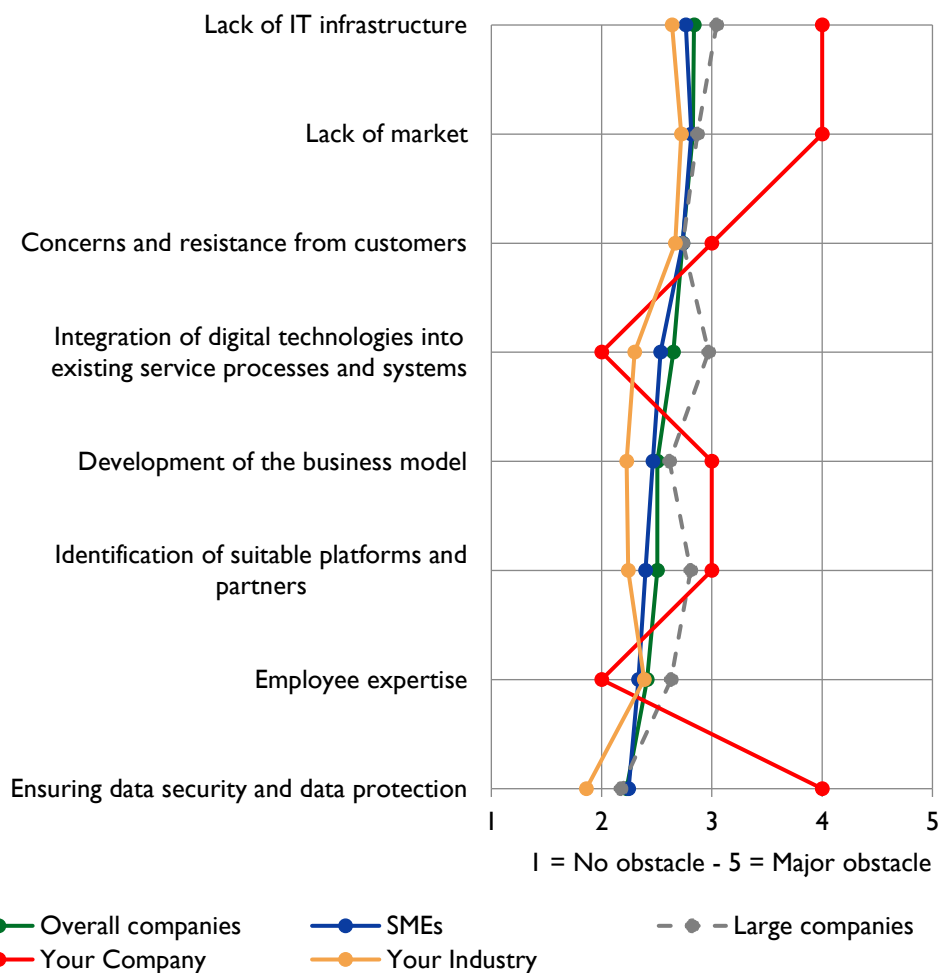 Lack of IT infrastructure
Lack of market
Concerns and resistance from customers
Integration of digital technologies into
existing service processes and systems
Development of the business model
Identification of suitable platforms and
partners
Employee expertise
Ensuring data security and data protection
1 2 3 4 5
1 = No obstacle - 5 = Major obstacle
Overall companies SMEs Large companies
Your Company Your Industry